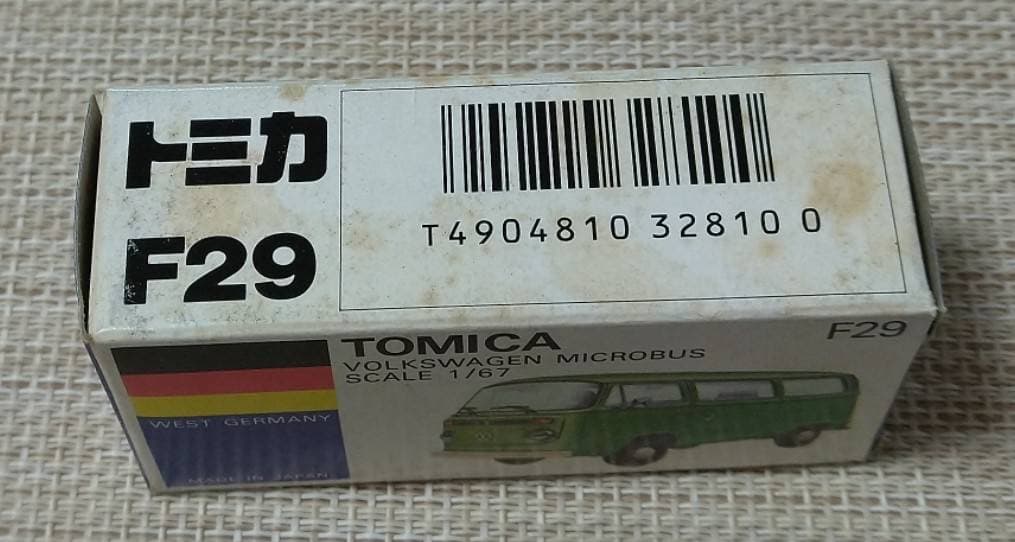 トミカ
F29
T4904810 32810 0
TOMICA
VOLKSWAGEN MICROBUS
SCALE 1/67
F29
WEST GERMANY
MADE IN JAPAN